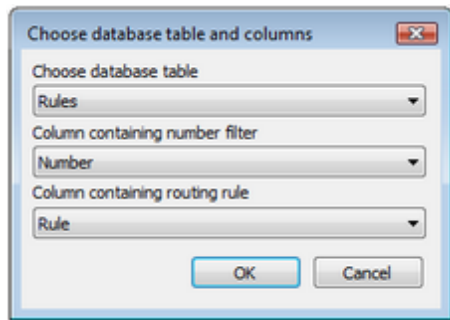 Choose database table and columns
Choose database table
Rules
Column containing number filter
Number
Column containing routing rule
Rule
OK Cancel